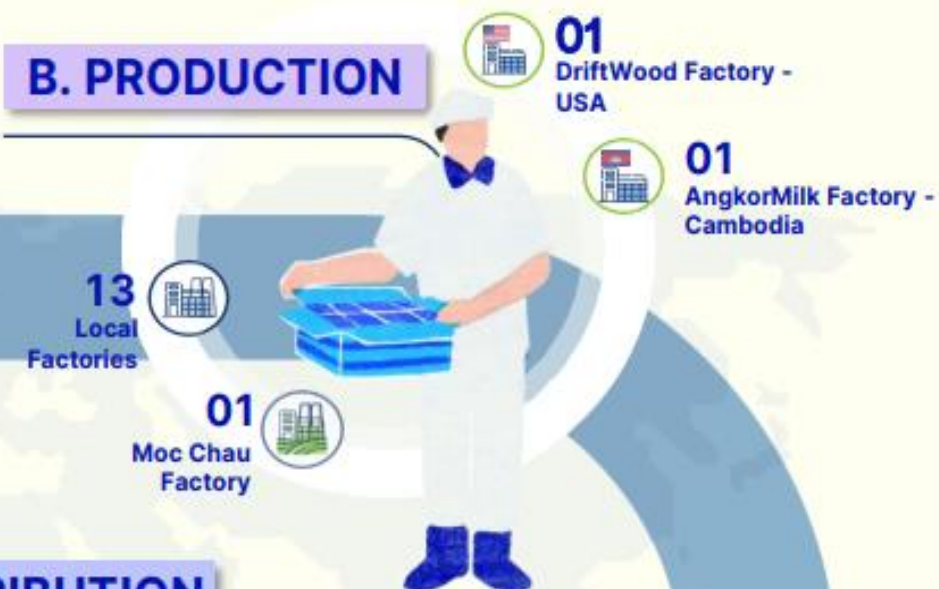 B. PRODUCTION
01
DriftWood Factory -
USA
01
AngkorMilk Factory -
Cambodia
13
Local
Factories
01
Moc Chau
Factory